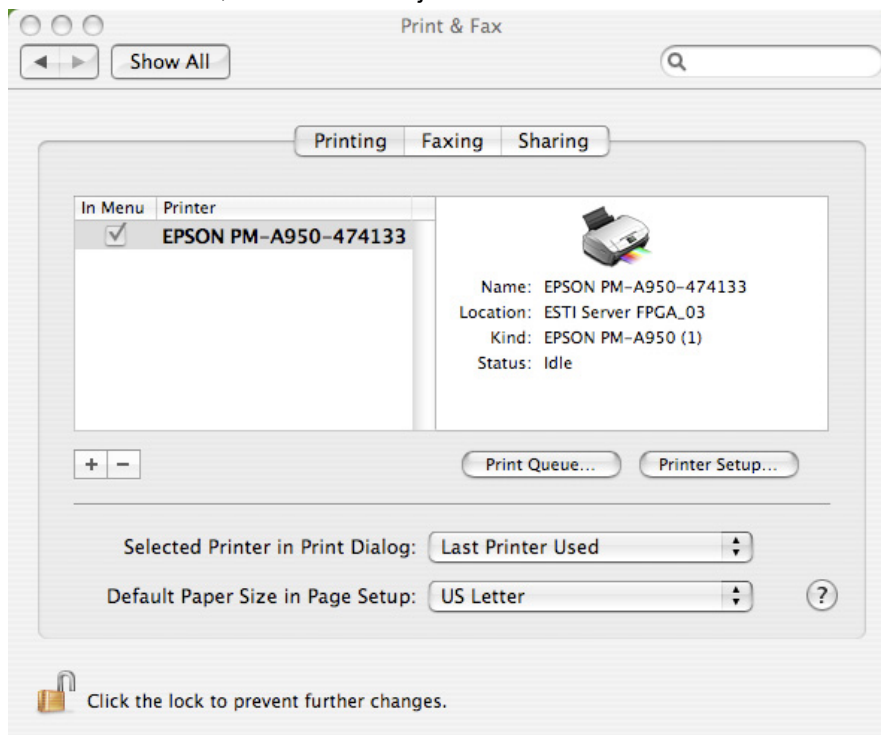 Print & Fax
Show All
Printing Faxing Sharing
In Menu Printer
EPSON PM-A950-474133
Name: EPSON PM-A950-474133
Location: ESTI Server FPGA_03
Kind: EPSON PM-A950 (1)
Status: Idle
+ -
Print Queue... Printer Setup...
Selected Printer in Print Dialog: Last Printer Used
Default Paper Size in Page Setup: US Letter ?
Click the lock to prevent further changes.